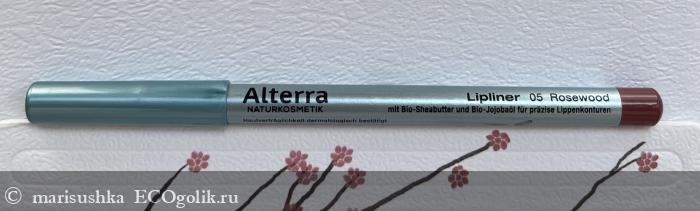 Alterra
NATURKOSMETIK
Hautverträglichkeit dermatologisch bestätigt
Lipliner 05 Rosewood
mit Bio-Sheabutter und Bio-Jojobaöl für präzise Lippenkonturen
© marisushka ECOgolik.ru